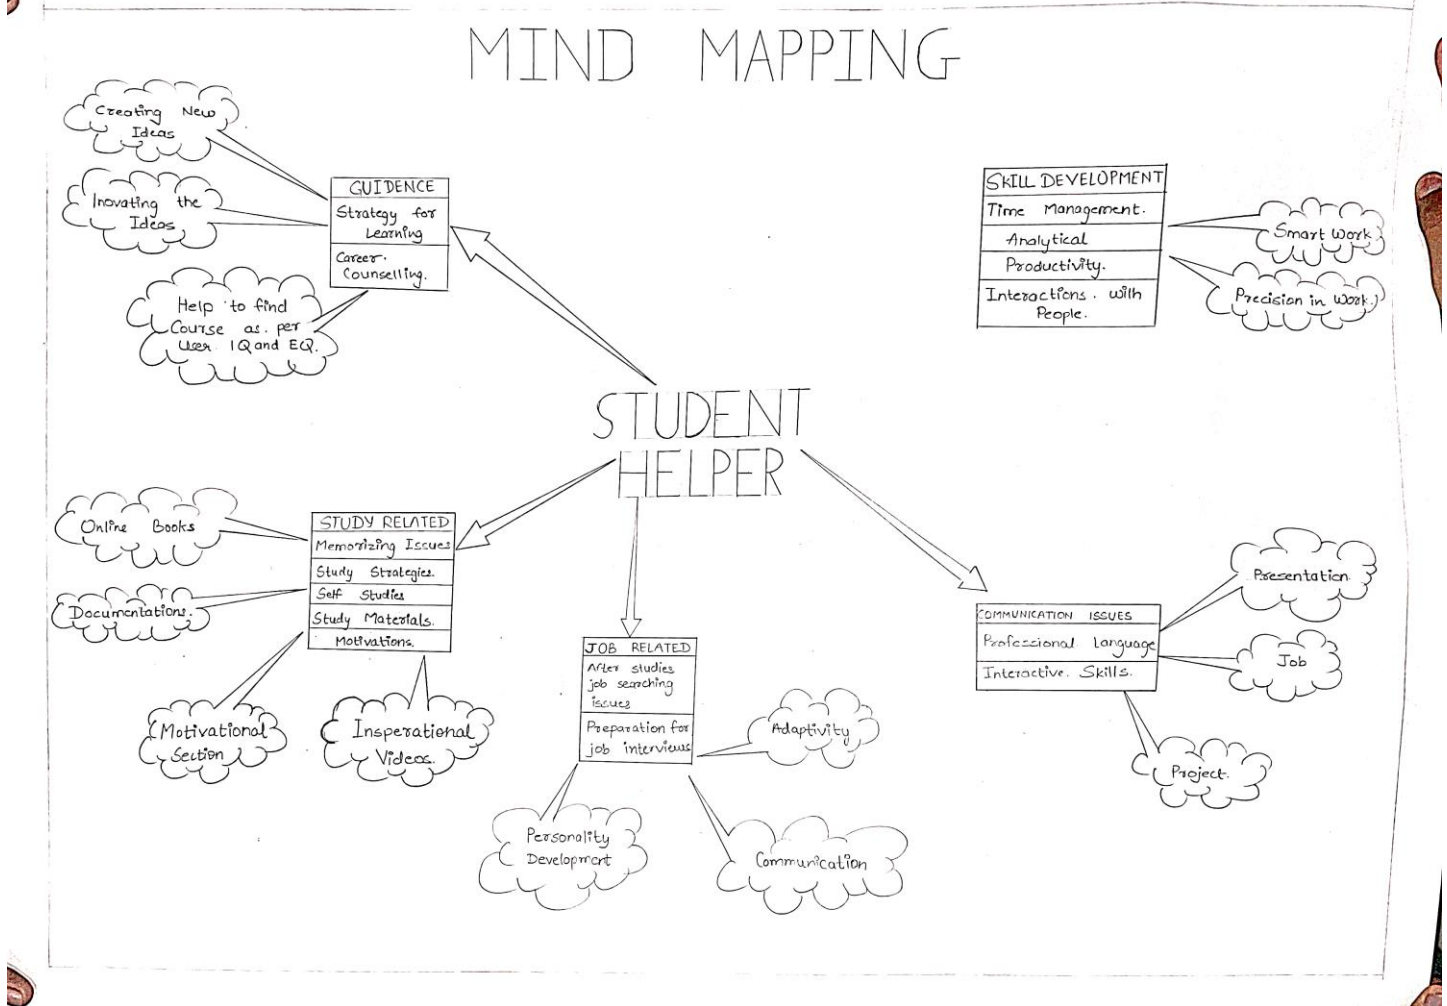 MIND MAPPING
Creating New
Ideas
Inovating the
Ideas
Help to find
Course as. per
User IQ and EQ.
GUIDENCE
Strategy for
Learning
Career.
Counselling.
SKILL DEVELOPMENT
Time Management.
Analytical
Productivity.
Interactions. with
People.
Smart Work
Precision in Work.
STUDENT
HELPER
Online Books
Documentations.
STUDY RELATED
Memorizing Issues
Study Strategies.
Self Studies
Study Materials.
Motivations.
Motivational
Section
Insperational
Videos.
JOB RELATED
After studies
job searching
issues
Preparation for
job interviews
Adaptivity
Personality
Development
Communication
COMMUNICATION ISSUES
Professional Language
Interactive. Skills.
Presentation.
Job
Project.